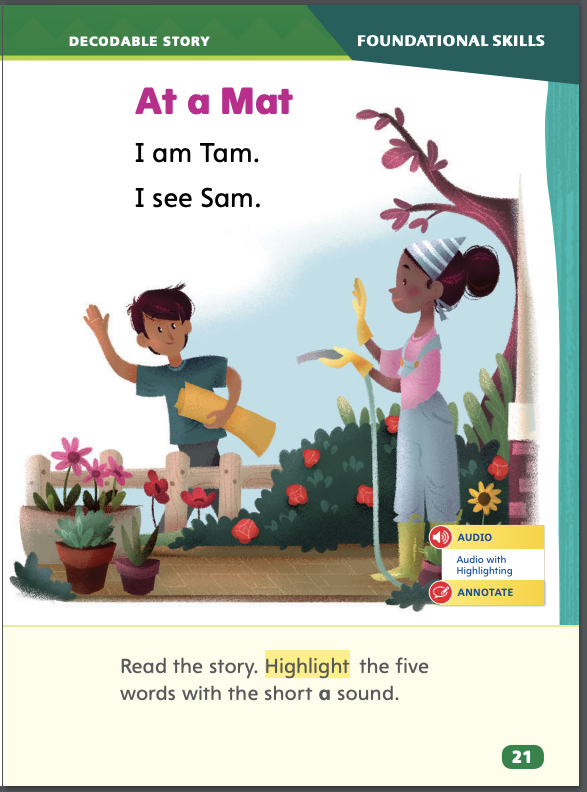 DECODABLE STORY
FOUNDATIONAL SKILLS
At a Mat
I am Tam.
I see Sam.
AUDIO
Audio with
Highlighting
ANNOTATE
Read the story. Highlight the five
words with the short a sound.
21